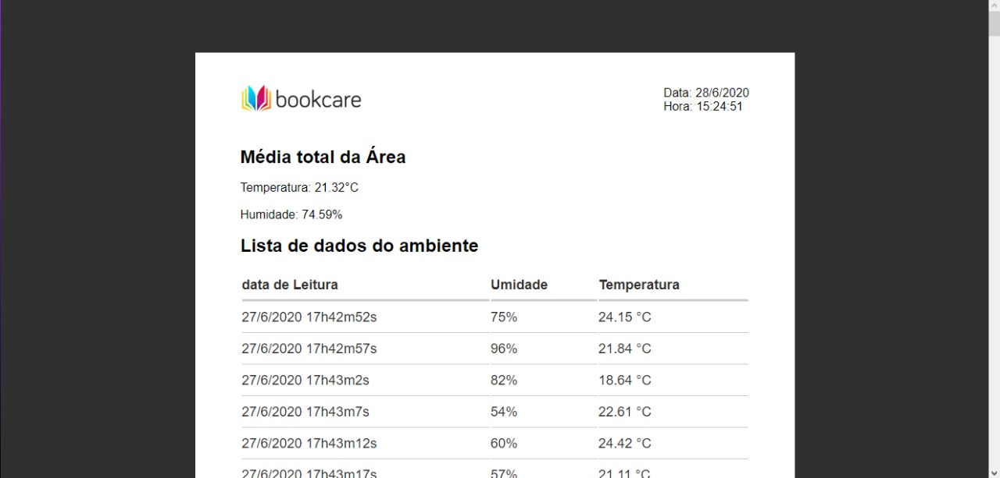 bookcare
Data: 28/6/2020
Hora: 15:24:51
Média total da Área
Temperatura: 21.32°C
Humidade: 74.59%
Lista de dados do ambiente
data de Leitura Umidade Temperatura
27/6/2020 17h42m52s 75% 24.15 °C
27/6/2020 17h42m57s 96% 21.84 °C
27/6/2020 17h43m2s 82% 18.64 °C
27/6/2020 17h43m7s 54% 22.61 °C
27/6/2020 17h43m12s 60% 24.42 °C
27/6/2020 17h43m17s 57% 21.11 °C